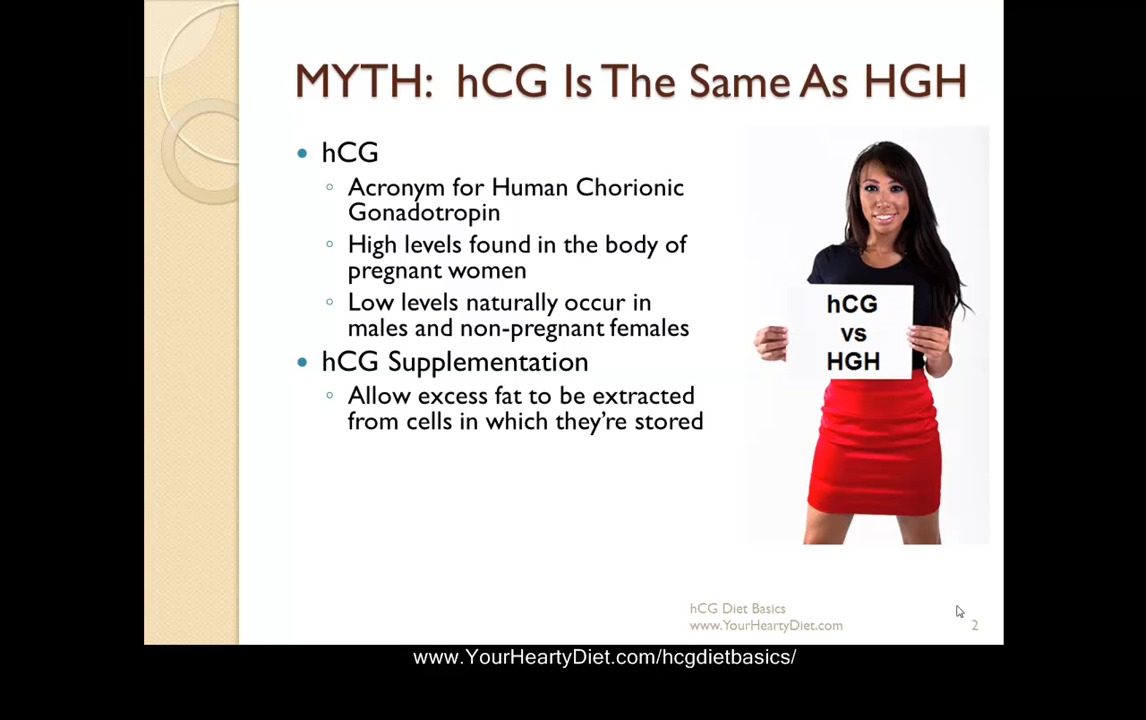 MYTH: hCG Is The Same As HGH
hCG
Acronym for Human Chorionic
Gonadotropin
High levels found in the body of
pregnant women
Low levels naturally occur in
males and non-pregnant females
hCG Supplementation
Allow excess fat to be extracted
from cells in which they're stored
hCG
vs
HGH
hCG Diet Basics
www.YourHeartyDiet.com
2
www.YourHeartyDiet.com/hcgdietbasics/